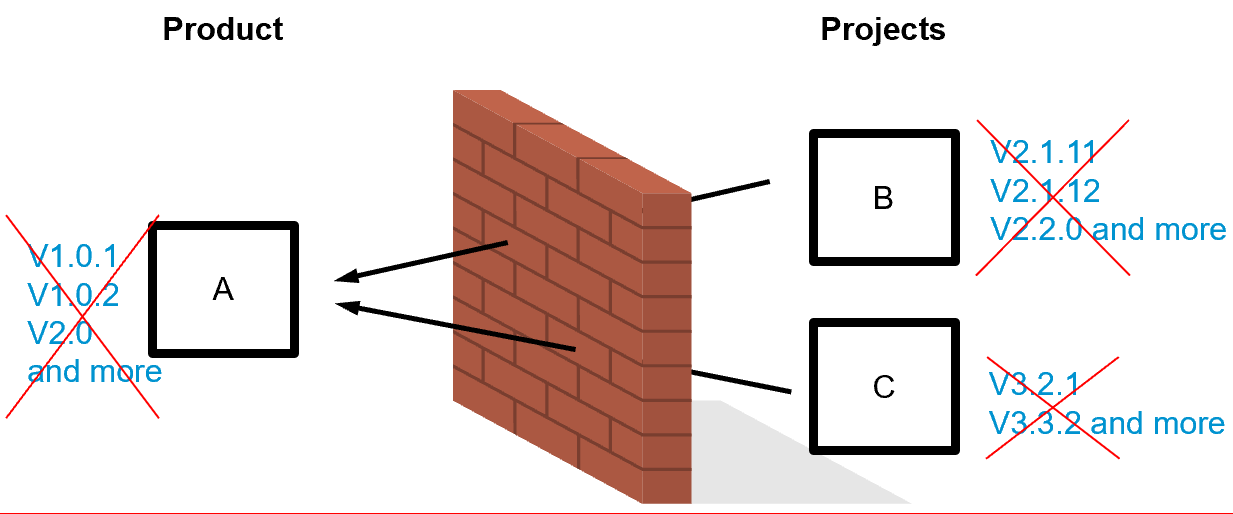 Product
Projects
V1.0.1
V1.0.2
V2.0
and more
A
B
V2.1.11
V2.1.12
V2.2.0 and more
C
V3.2.1
V3.3.2 and more